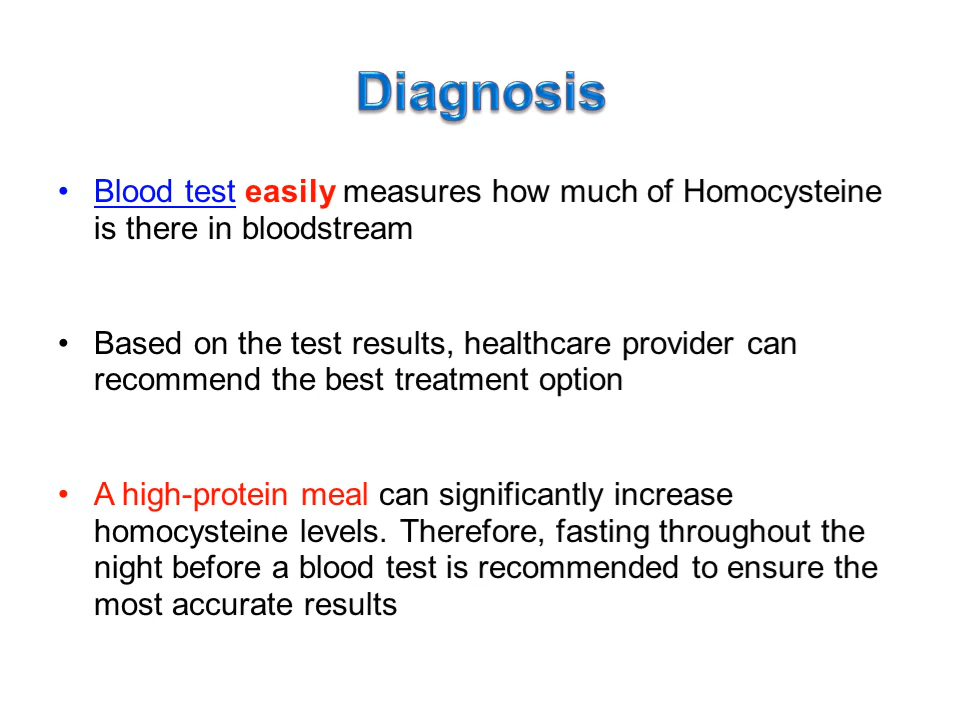 Diagnosis
• Blood test easily measures how much of Homocysteine
is there in bloodstream
• Based on the test results, healthcare provider can
recommend the best treatment option
• A high-protein meal can significantly increase
homocysteine levels. Therefore, fasting throughout the
night before a blood test is recommended to ensure the
most accurate results